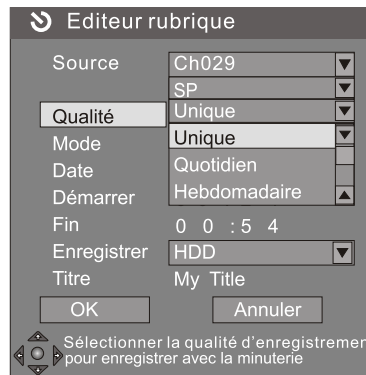 Editeur rubrique
Source Ch029
SP
Qualité Unique
Mode Unique
Date Quotidien
Démarrer Hebdomadaire
Fin 0 0 : 5 4
Enregistrer HDD
Titre My Title
OK Annuler
Sélectionner la qualité d'enregistremer
pour enregistrer avec la minuterie